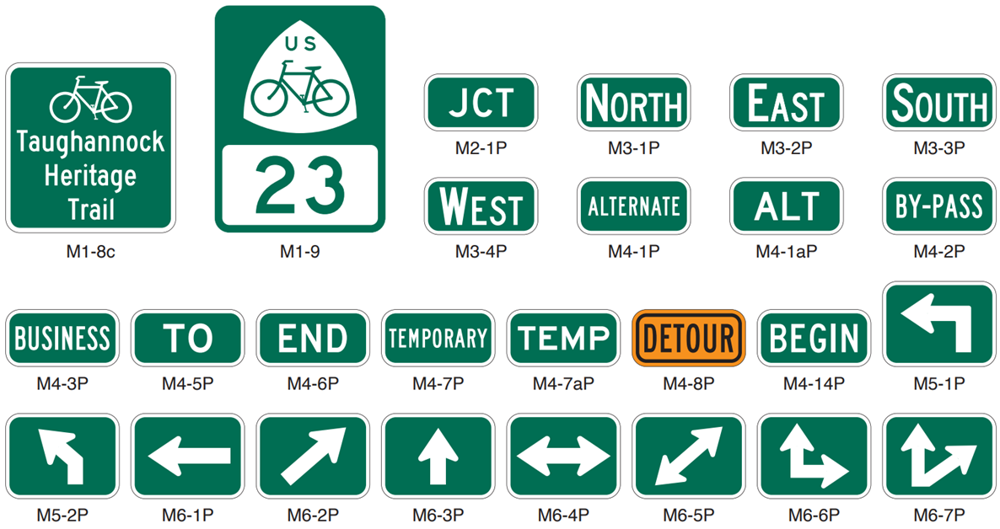 Taughannock
Heritage
Trail
M1-8c
US
23
M1-9
JCT
M2-1P
NORTH
M3-1P
EAST
M3-2P
SOUTH
M3-3P
WEST
M3-4P
ALTERNATE
M4-1P
ALT
M4-1aP
BY-PASS
M4-2P
BUSINESS
M4-3P
TO
M4-5P
END
M4-6P
TEMPORARY
M4-7P
TEMP
M4-7aP
DETOUR
M4-8P
BEGIN
M4-14P
M5-1P
M5-2P
M6-1P
M6-2P
M6-3P
M6-4P
M6-5P
M6-6P
M6-7P